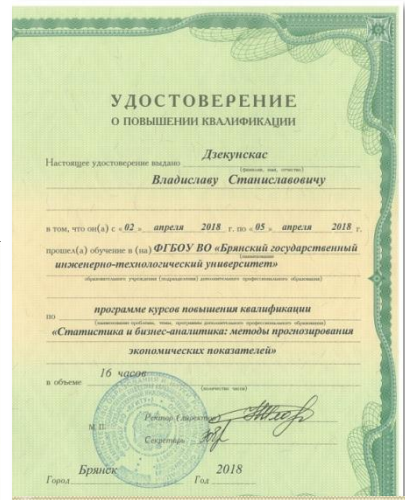 УДОСТОВЕРЕНИЕ
О ПОВЫШЕНИИ КВАЛИФИКАЦИИ
Настоящее удостоверение выдано Дзекунскас
(фамилия, имя, отчество)
Владиславу Станиславовичу
в том, что он(а) с « 02 » апреля 2018 г. по « 05 » апреля 2018 г.
прошел(а) обучение в (на) ФГБОУ ВО «Брянский государственный
(наименование
инженерно-технологический университет»
образовательного учреждения (подразделения) дополнительного профессионального образования)
по программе курсов повышения квалификации
(наименование проблемы, темы, программы дополнительного профессионального образования)
«Статистика и бизнес-аналитика: методы прогнозирования
экономических показателей»
в объеме 16 часов
(количество часов)
М. П. Ректор (директор)
Секретарь
Город Брянск Год 2018